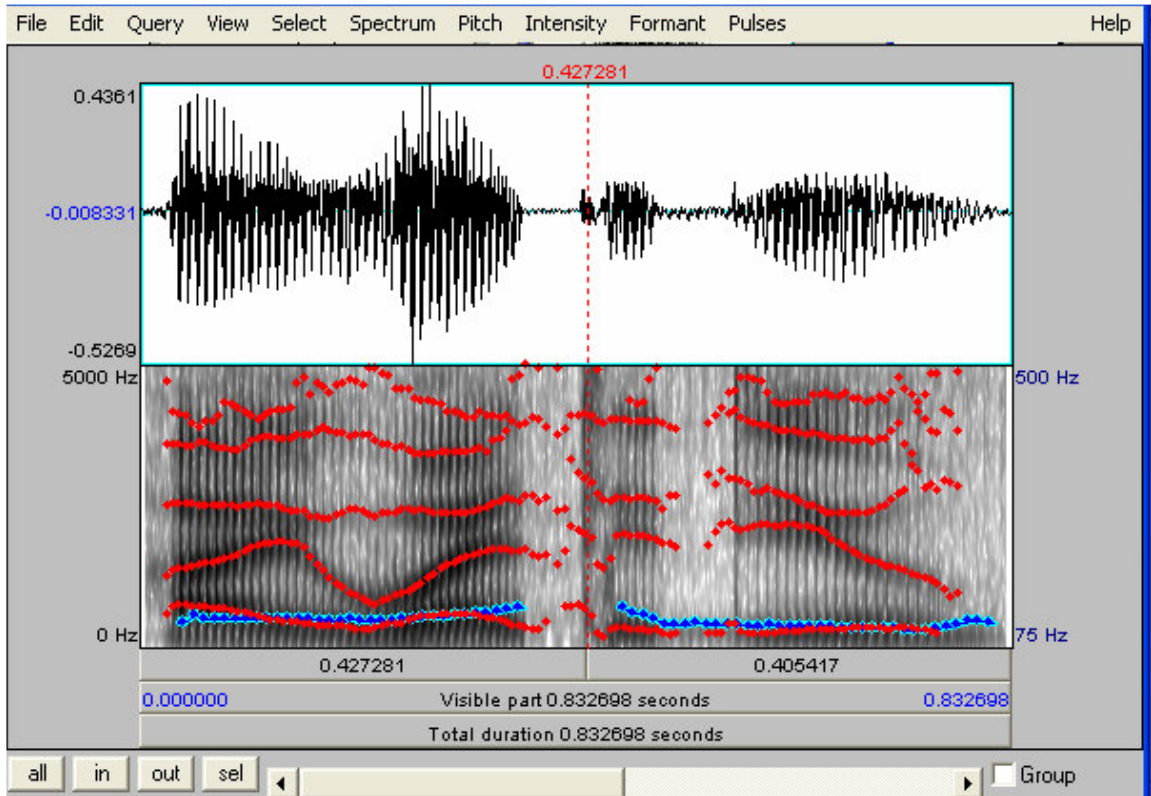 File Edit Query View Select Spectrum Pitch Intensity Formant Pulses Help
0.427281
0.4361
-0.008331
-0.5269
5000 Hz
500 Hz
0 Hz
75 Hz
0.427281 0.405417
0.000000 Visible part 0.832698 seconds 0.832698
Total duration 0.832698 seconds
all in out sel Group